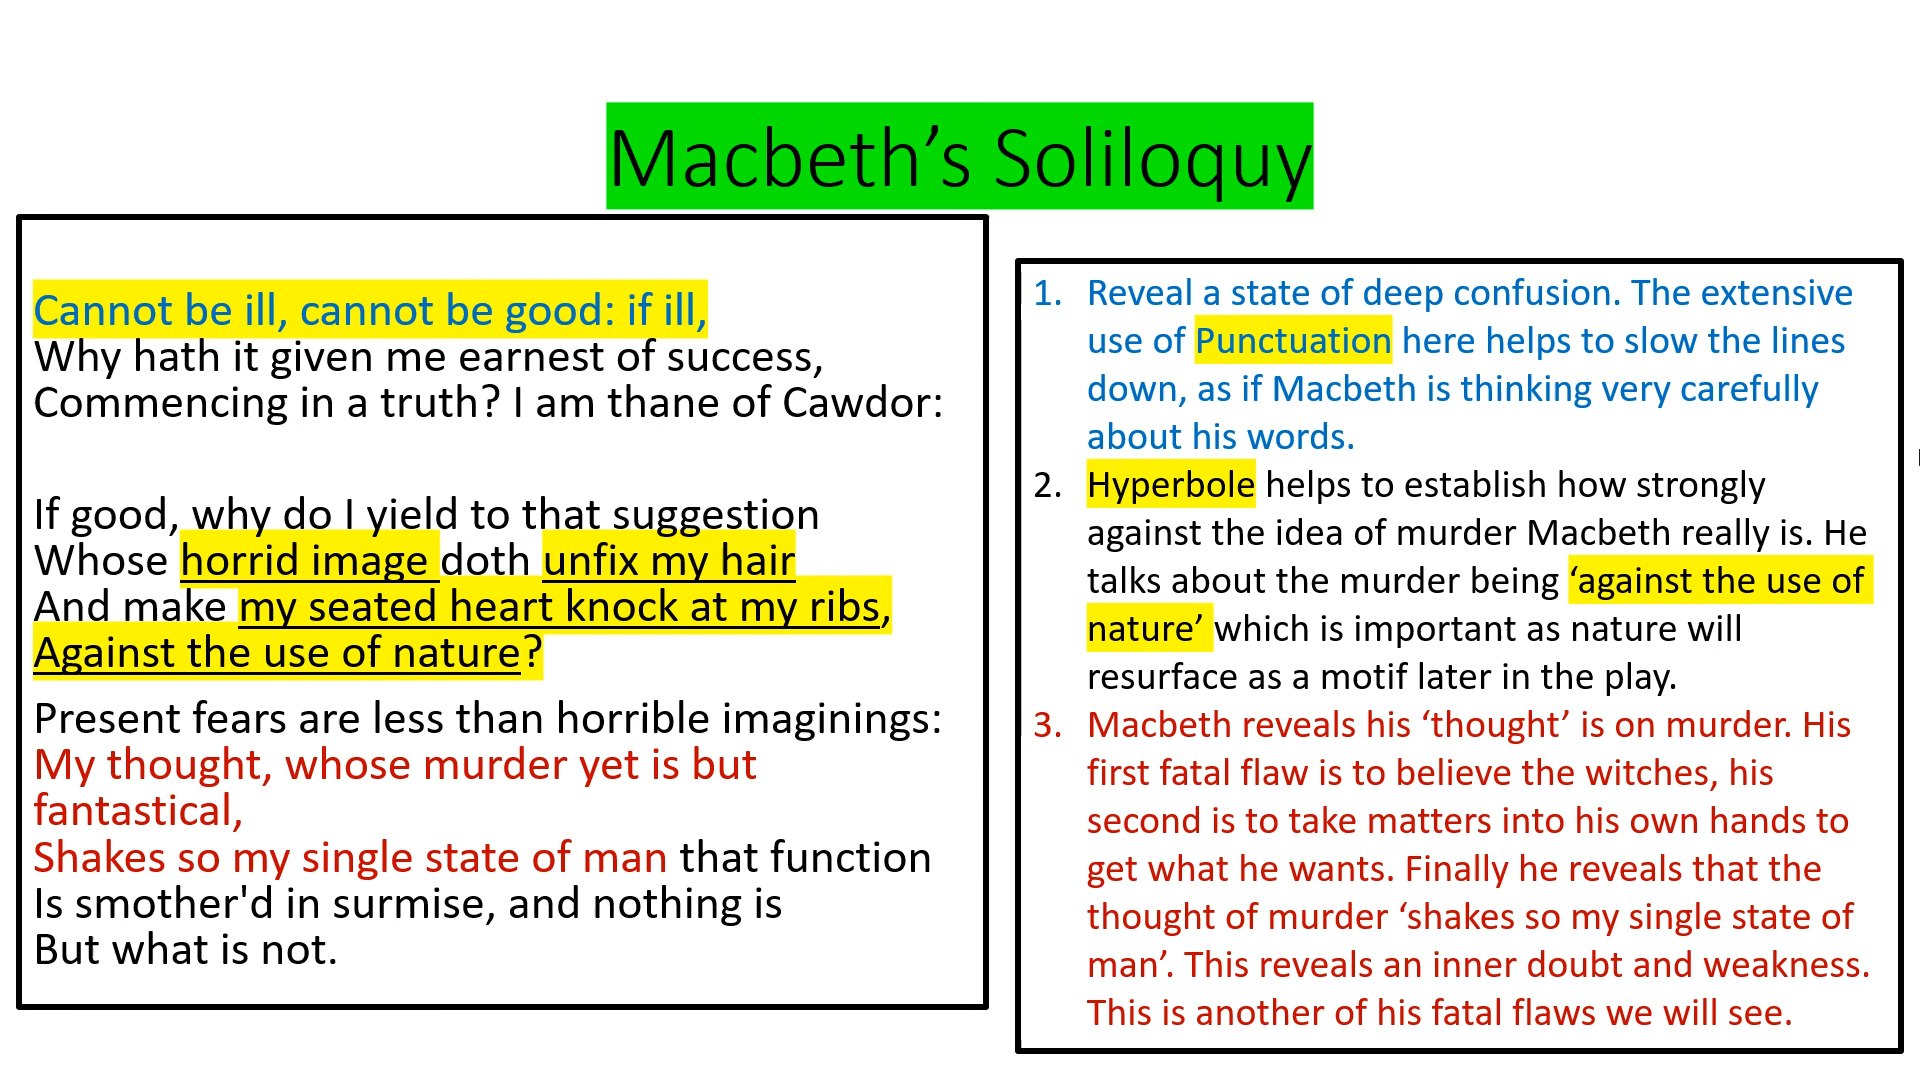 Macbeth’s Soliloquy
Cannot be ill, cannot be good: if ill,
Why hath it given me earnest of success,
Commencing in a truth? I am thane of Cawdor:
If good, why do I yield to that suggestion
Whose horrid image doth unfix my hair
And make my seated heart knock at my ribs,
Against the use of nature?
Present fears are less than horrible imaginings:
My thought, whose murder yet is but
fantastical,
Shakes so my single state of man that function
Is smother'd in surmise, and nothing is
But what is not.
1. Reveal a state of deep confusion. The extensive
use of Punctuation here helps to slow the lines
down, as if Macbeth is thinking very carefully
about his words.
2. Hyperbole helps to establish how strongly
against the idea of murder Macbeth really is. He
talks about the murder being ‘against the use of
nature’ which is important as nature will
resurface as a motif later in the play.
3. Macbeth reveals his ‘thought’ is on murder. His
first fatal flaw is to believe the witches, his
second is to take matters into his own hands to
get what he wants. Finally he reveals that the
thought of murder ‘shakes so my single state of
man’. This reveals an inner doubt and weakness.
This is another of his fatal flaws we will see.